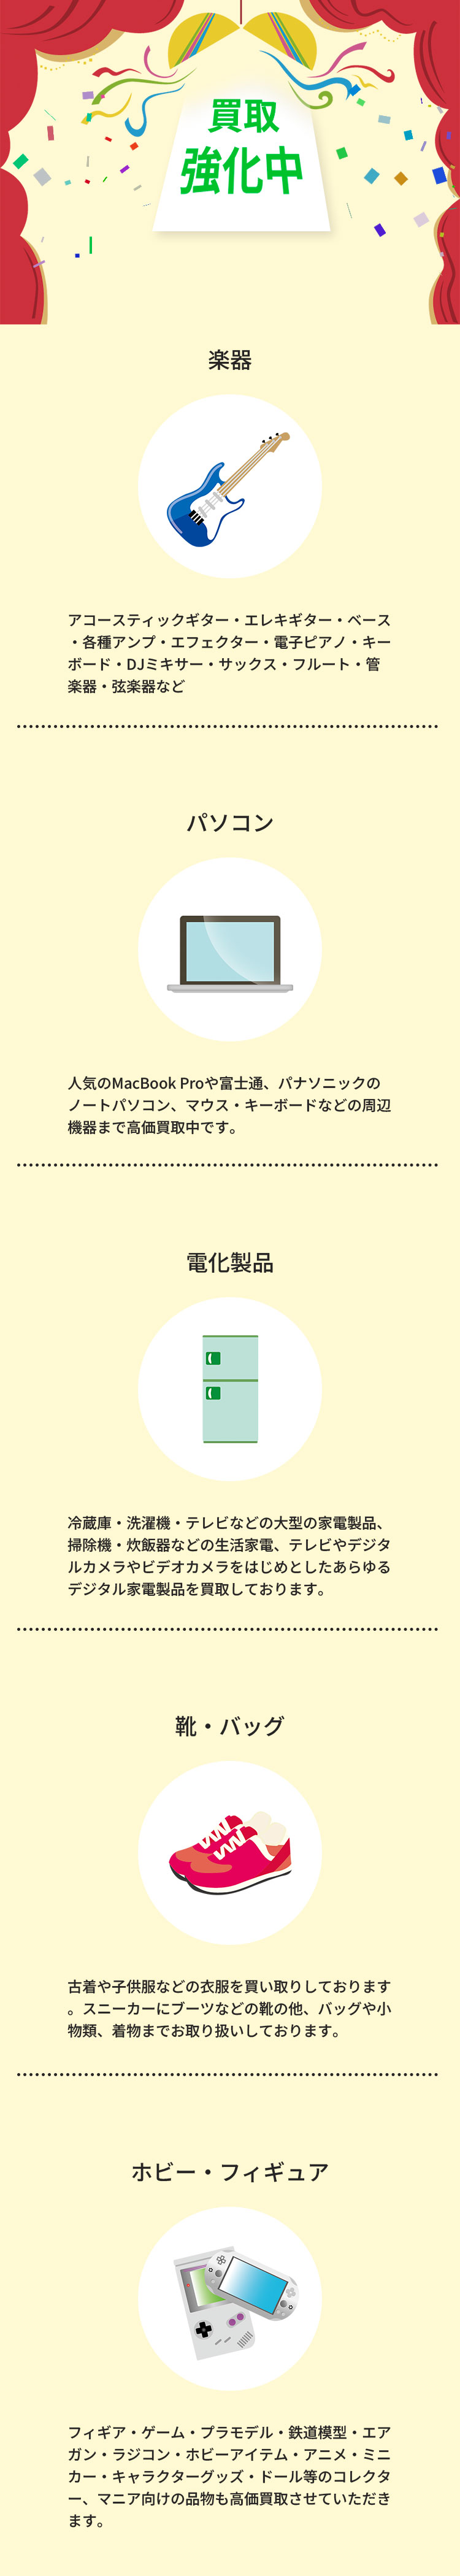 買取
強化中
楽器
アコースティックギター・エレキギター・ベース
・各種アンプ・エフェクター・電子ピアノ・キー
ボード・DJミキサー・サックス・フルート・管
楽器・弦楽器など
パソコン
人気のMacBook Proや富士通、パナソニックの
ノートパソコン、マウス・キーボードなどの周辺
機器まで高価買取中です。
電化製品
冷蔵庫・洗濯機・テレビなどの大型の家電製品、
掃除機・炊飯器などの生活家電、テレビやデジタ
ルカメラやビデオカメラをはじめとしたあらゆる
デジタル家電製品を買取しております。
靴・バッグ
古着や子供服などの衣服を買い取りしております
。スニーカーにブーツなどの靴の他、バッグや小
物類、着物までお取り扱いしております。
ホビー・フィギュア
フィギア・ゲーム・プラモデル・鉄道模型・エア
ガン・ラジコン・ホビーアイテム・アニメ・ミニ
カー・キャラクターグッズ・ドール等のコレクタ
ー、マニア向けの品物も高価買取させていただき
ます。